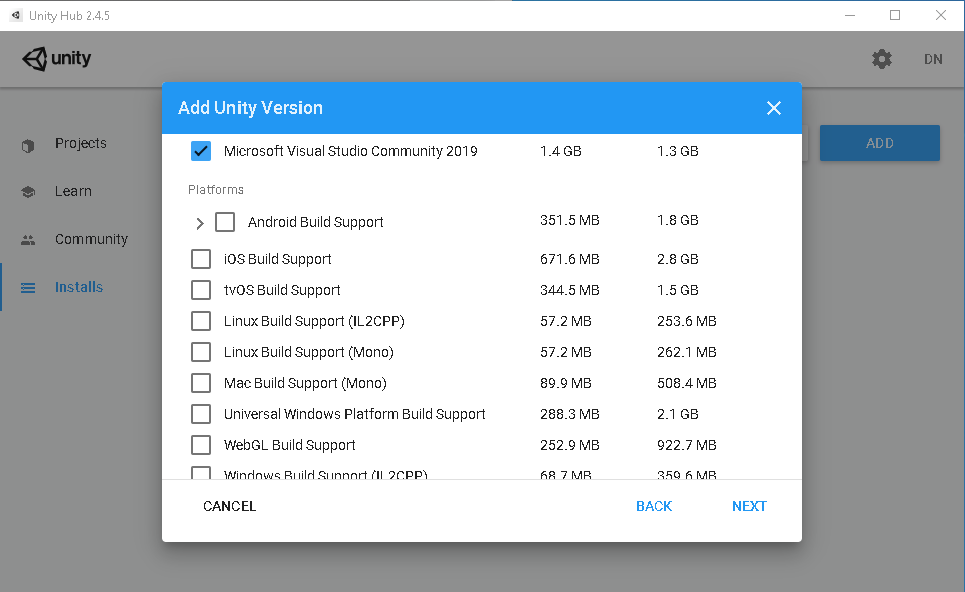 Unity Hub 2.4.5
unity
DN
Projects
Learn
Community
Installs
ADD
Add Unity Version
Microsoft Visual Studio Community 2019 1.4 GB 1.3 GB
Platforms
Android Build Support 351.5 MB 1.8 GB
iOS Build Support 671.6 MB 2.8 GB
tvOS Build Support 344.5 MB 1.5 GB
Linux Build Support (IL2CPP) 57.2 MB 253.6 MB
Linux Build Support (Mono) 57.2 MB 262.1 MB
Mac Build Support (Mono) 89.9 MB 508.4 MB
Universal Windows Platform Build Support 288.3 MB 2.1 GB
WebGL Build Support 252.9 MB 922.7 MB
Windows Build Support (IL2CPP) 68.7 MB 359.6 MB
CANCEL BACK NEXT